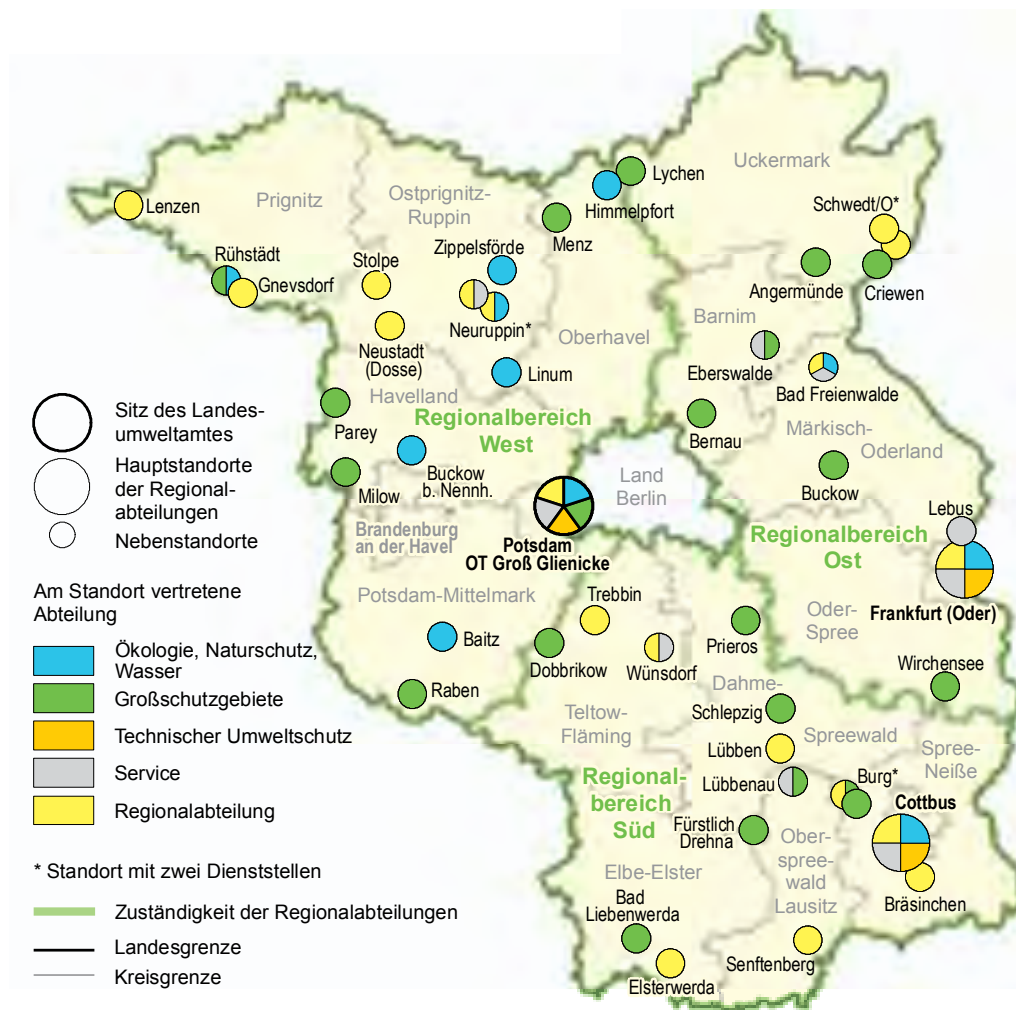 Uckermark
Lychen
Prignitz
Ostprignitz-
Ruppin
Lenzen
Himmelpfort
Schwedt/O*
Menz
Zippelsförde
Rühstädt
Stolpe
Gnevsdorf
Angermünde
Criewen
Barnim
Neuruppin*
Oberhavel
Neustadt
(Dosse)
Eberswalde
Linum
Bad Freienwalde
Havelland
Sitz des Landes-
umweltamtes
Parey
Regionalbereich
West
Bernau
Märkisch-
Oderland
Hauptstandorte
der Regional-
abteilungen
Milow
Buckow
b. Nennh.
Land
Berlin
Buckow
Nebenstandorte
Brandenburg
an der Havel
Potsdam
OT Groß Glienicke
Lebus
Regionalbereich
Ost
Am Standort vertretene
Abteilung
Potsdam-Mittelmark
Trebbin
Frankfurt (Oder)
Oder-
Spree
Ökologie, Naturschutz,
Wasser
Baitz
Dobbrikow
Wünsdorf
Prieros
Wirchensee
Großschutzgebiete
Raben
Dahme-
Schlepzig
Spreewald
Technischer Umweltschutz
Teltow-
Fläming
Lübben
Spree-
Neiße
Service
Regional-
bereich
Süd
Lübbenau
Burg*
Regionalabteilung
Cottbus
Fürstlich
Drehna
Ober-
spree-
wald
Lausitz
* Standort mit zwei Dienststellen
Elbe-Elster
Bad
Liebenwerda
Bräsinchen
Zuständigkeit der Regionalabteilungen
Landesgrenze
Senftenberg
Kreisgrenze
Elsterwerda